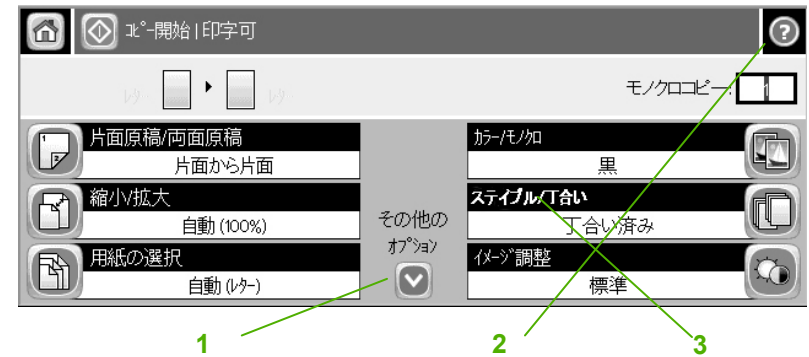 ｺﾋﾟｰ開始 | 印字可
ﾚﾀｰ ﾚﾀｰ
モノクロコピー: 1
片面原稿/両面原稿
片面から片面
縮小/拡大
自動 (100%)
用紙の選択
自動 (ﾚﾀｰ)
その他の
ｵﾌﾟｼｮﾝ
ｶﾗｰ/ﾓﾉｸﾛ
黒
ステイプル/丁合い
丁合い済み
ｲﾒｰｼﾞ調整
標準
1 2 3